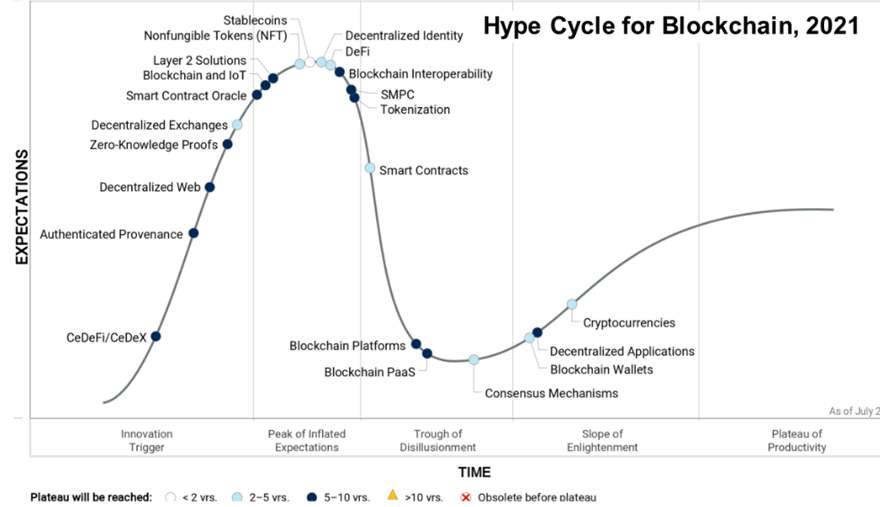 Hype Cycle for Blockchain, 2021
Stablecoins
Nonfungible Tokens (NFT)
Decentralized Identity
DeFi
Layer 2 Solutions
Blockchain and IoT
Blockchain Interoperability
Smart Contract Oracle
SMPC
Tokenization
Decentralized Exchanges
Zero-Knowledge Proofs
Smart Contracts
Decentralized Web
Authenticated Provenance
CeDeFi/CeDeX
Blockchain Platforms
Blockchain PaaS
Cryptocurrencies
Decentralized Applications
Blockchain Wallets
Consensus Mechanisms
EXPECTATIONS
As of July 2
Innovation
Trigger
Peak of Inflated
Expectations
Trough of
Disillusionment
Slope of
Enlightenment
Plateau of
Productivity
TIME
Plateau will be reached: < 2 yrs. 2–5 yrs. 5–10 yrs. >10 yrs. Obsolete before plateau